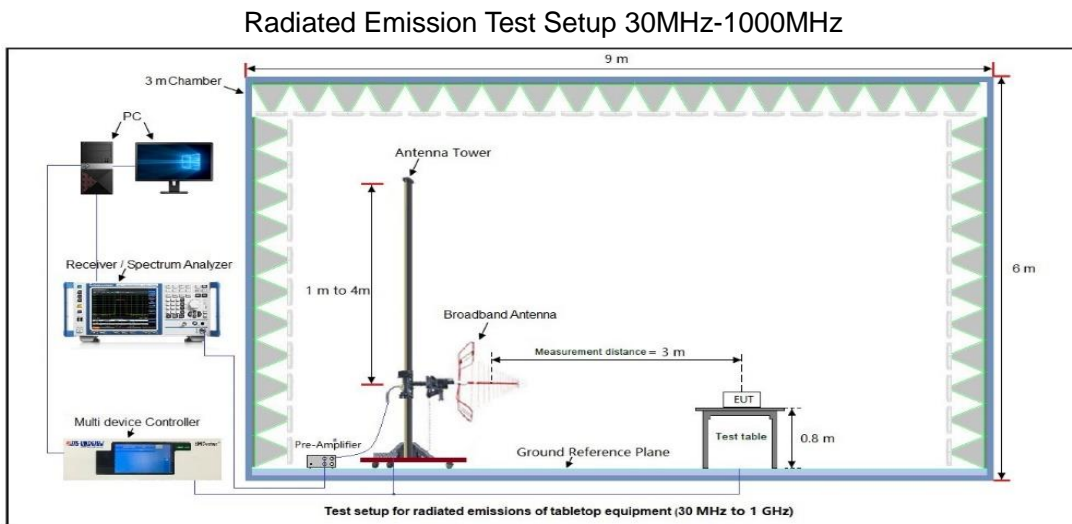 Radiated Emission Test Setup 30MHz-1000MHz
9 m
3 m Chamber
PC
Antenna Tower
Receiver / Spectrum Analyzer
6 m
1 m to 4m
Broadband Antenna
Measurement distance = 3 m
EUT
Multi device Controller
Test table
0.8 m
Pre-Amplifier
Ground Reference Plane
Test setup for radiated emissions of tabletop equipment (30 MHz to 1 GHz)